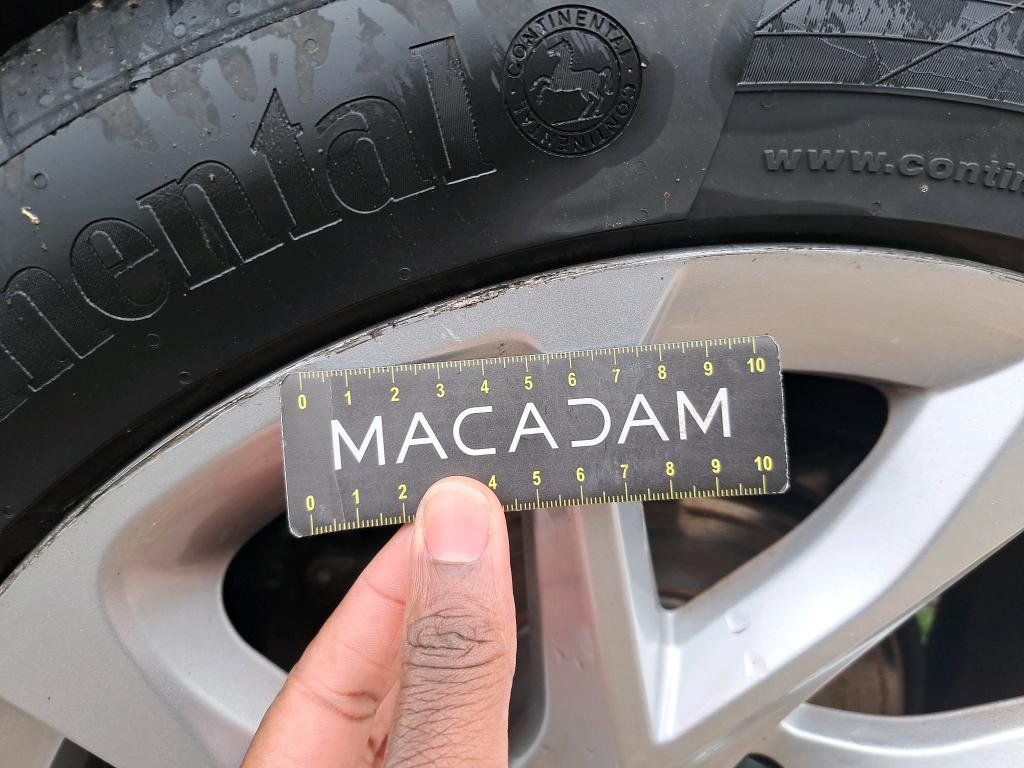 nental
CONTINENTAL
CONTINENTAL
www.contin
0 1 2 3 4 5 6 7 8 9 10
MACADAM
0 1 2 4 5 6 7 8 9 10